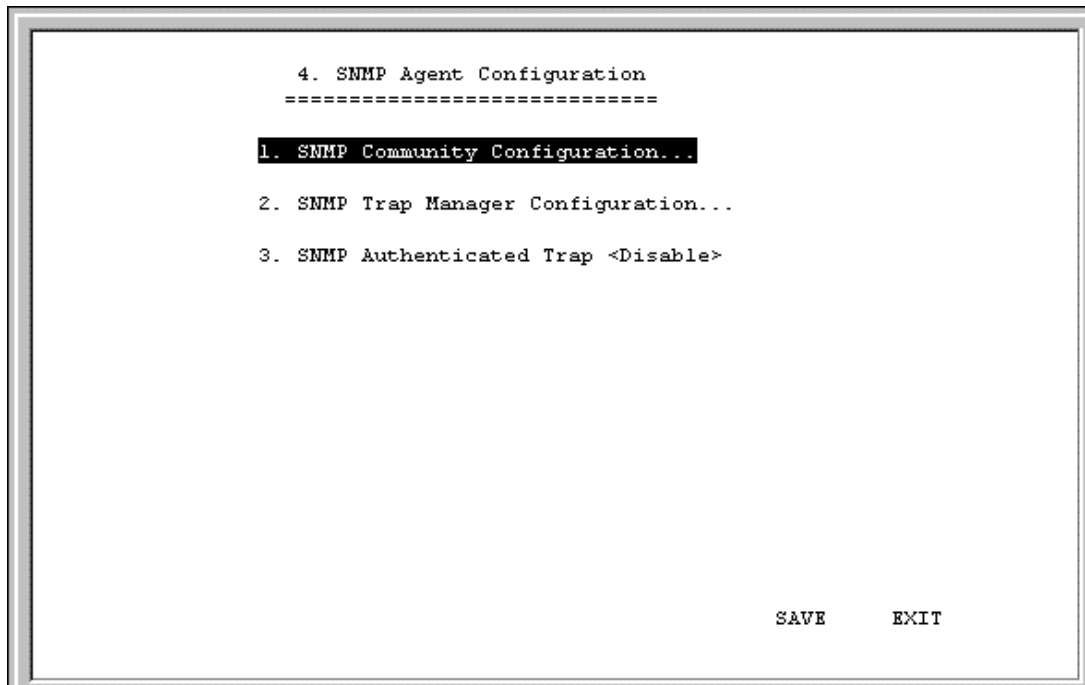 4. SNMP Agent Configuration
=============================
1. SNMP Community Configuration...
2. SNMP Trap Manager Configuration...
3. SNMP Authenticated Trap <Disable>
SAVE EXIT